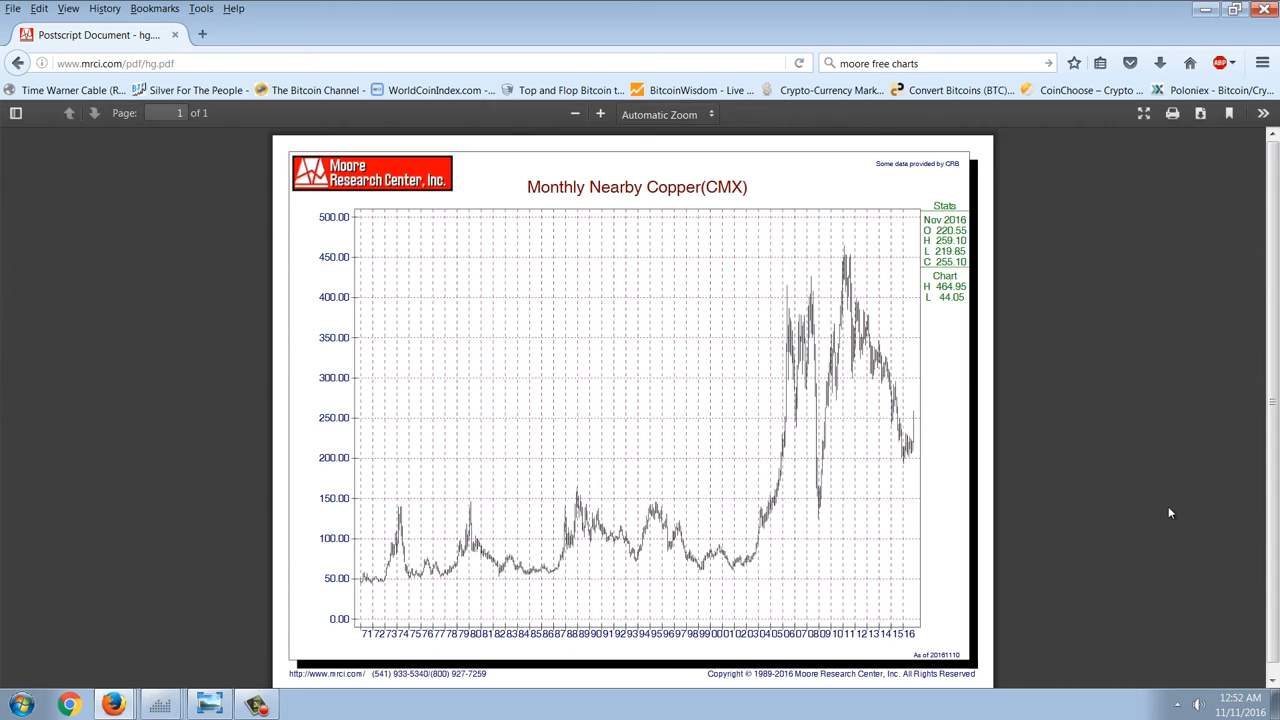 File Edit View History Bookmarks Tools Help
Postscript Document - hg....
www.mrci.com/pdf/hg.pdf
moore free charts
ABP
Time Warner Cable (R... Silver For The People - ... The Bitcoin Channel - ... WorldCoinIndex.com -... Top and Flop Bitcoin t... BitcoinWisdom - Live ... Crypto-Currency Mark... Convert Bitcoins (BTC)... CoinChoose – Crypto ... Poloniex - Bitcoin/Cry...
Page: 1 of 1
Automatic Zoom
Moore
Research Center, Inc.
Some data provided by CRB
Monthly Nearby Copper(CMX)
Stats
Nov 2016
O 220.55
H 259.10
L 219.85
C 255.10
Chart
H 464.95
L 44.05
500.00
450.00
400.00
350.00
300.00
250.00
200.00
150.00
100.00
50.00
0.00
71 72 73 74 75 76 77 78 79 80 81 82 83 84 85 86 87 88 89 90 91 92 93 94 95 96 97 98 99 00 01 02 03 04 05 06 07 08 09 10 11 12 13 14 15 16
As of 20161110
http://www.mrci.com/ (541) 933-5340/(800) 927-7259
Copyright © 1989-2016 Moore Research Center, Inc. All Rights Reserved
12:52 AM
11/11/2016